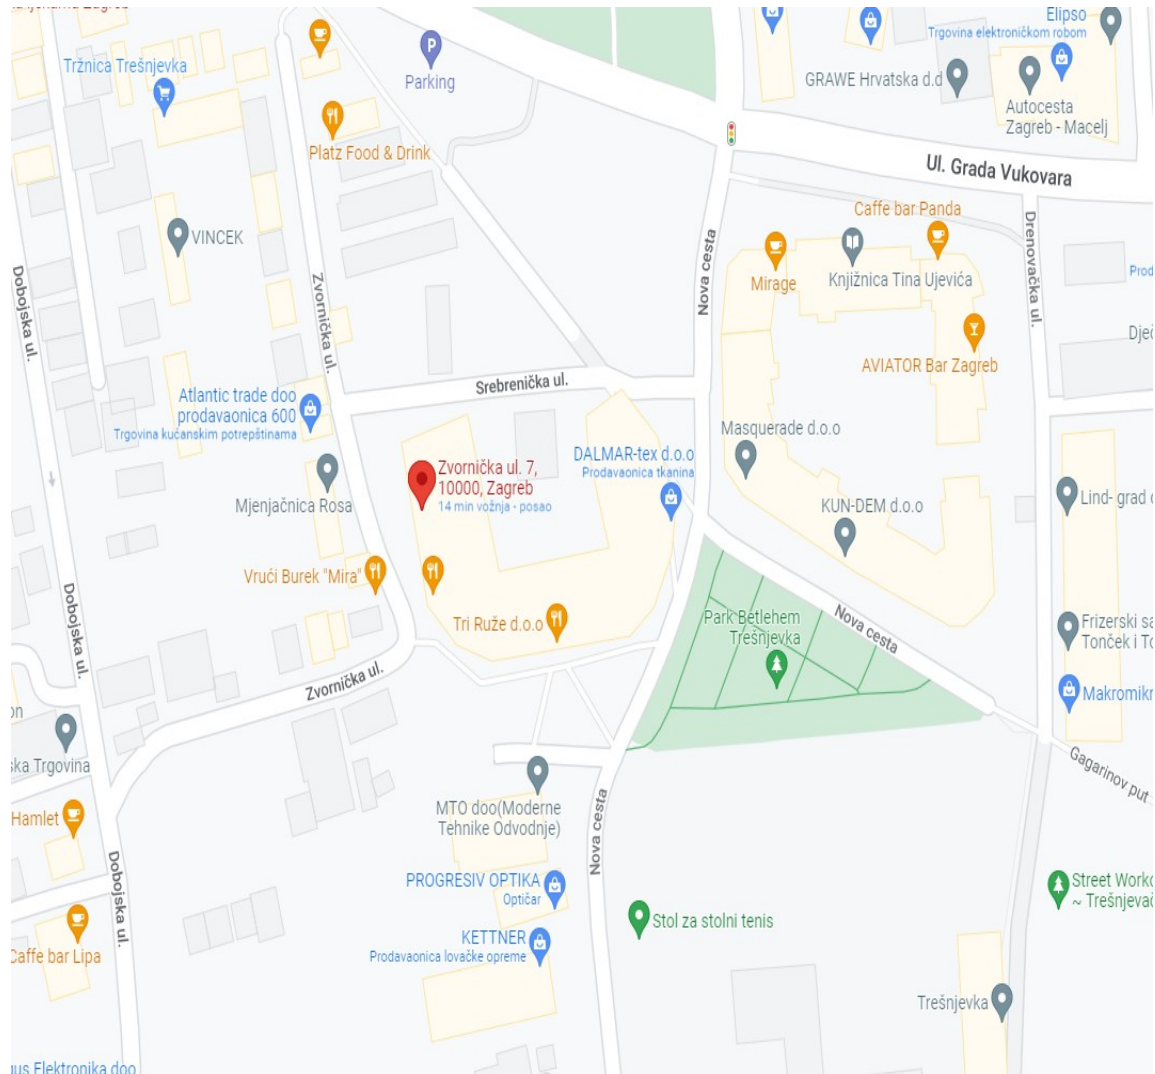 Elipso
Trgovina elektroničkom robom
Tržnica Trešnjevka
Parking
GRAWE Hrvatska d.d
Autocesta
Zagreb - Macelj
Platz Food & Drink
Ul. Grada Vukovara
Caffe bar Panda
VINCEK
Dobojska ul.
Zvornička ul.
Nova cesta
Mirage
Knjižnica Tina Ujevića
Drenovačka ul.
AVIATOR Bar Zagreb
Srebrenička ul.
Atlantic trade doo
prodavaonica 600
Trgovina kućanskim potrepštinama
Masquerade d.o.o
DALMAR-tex d.o.o
Prodavaonica tkanina
Zvornička ul. 7,
10000, Zagreb
14 min vožnja - posao
Mjenjačnica Rosa
KUN-DEM d.o.o
Lind- grad
Vrući Burek "Mira"
Dobojska ul.
Tri Ruže d.o.o
Park Betlehem
Trešnjevka
Nova cesta
Frizerski
Tonček i
Zvornička ul.
Trgovina
Gagarinov put
Hamlet
MTO doo(Moderne
Tehnike Odvodnje)
Nova cesta
Dobojska ul.
PROGRESIV OPTIKA
Optičar
Street
Stol za stolni tenis
Caffe bar Lipa
KETTNER
Prodavaonica lovačke opreme
Trešnjevka
Elektronika doo